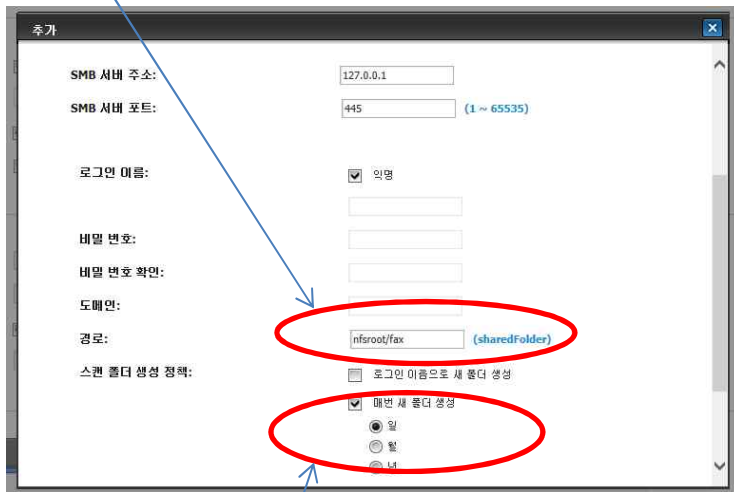 추가
SMB 서버 주소: 127.0.0.1
SMB 서버 포트: 445 (1 ~ 65535)
로그인 이름: 익명
비밀 번호:
비밀 번호 확인:
도메인:
경로: nfsroot/fax (sharedFolder)
스캔 폴더 생성 정책: 로그인 이름으로 새 폴더 생성
매번 새 폴더 생성
일
월
년